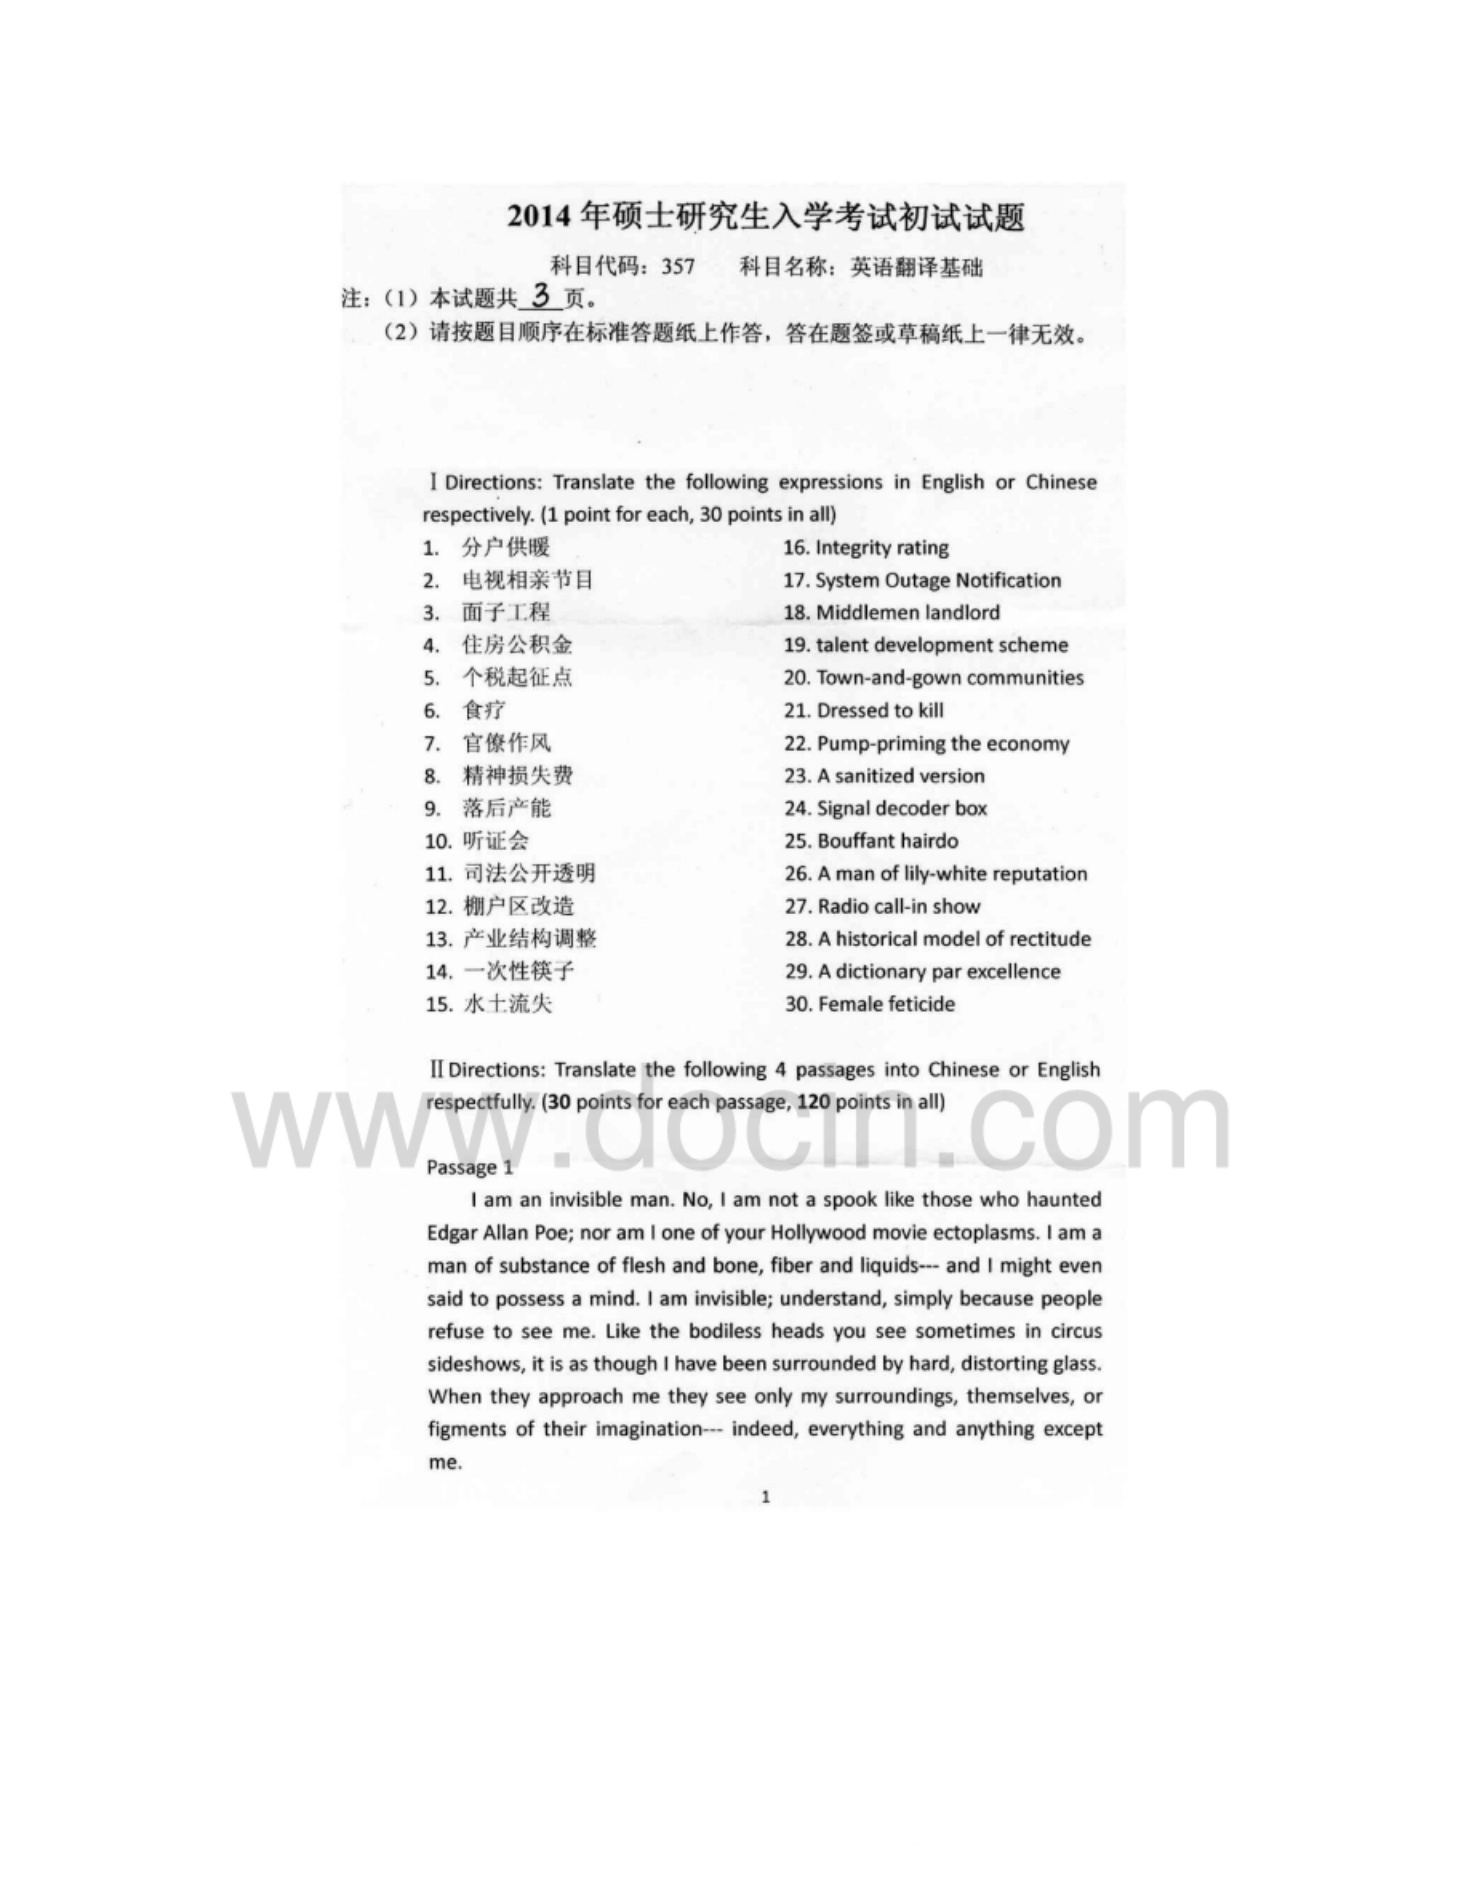 2014 年硕士研究生入学考试初试试题
科目代码：357 科目名称：英语翻译基础
注：（1）本试题共 3 页。
（2）请按题目顺序在标准答题纸上作答，答在题签或草稿纸上一律无效。
I Directions: Translate the following expressions in English or Chinese
respectively. (1 point for each, 30 points in all)
1. 分户供暖
2. 电视相亲节目
3. 面子工程
4. 住房公积金
5. 个税起征点
6. 食疗
7. 官僚作风
8. 精神损失费
9. 落后产能
10. 听证会
11. 司法公开透明
12. 棚户区改造
13. 产业结构调整
14. 一次性筷子
15. 水土流失
16. Integrity rating
17. System Outage Notification
18. Middlemen landlord
19. talent development scheme
20. Town-and-gown communities
21. Dressed to kill
22. Pump-priming the economy
23. A sanitized version
24. Signal decoder box
25. Bouffant hairdo
26. A man of lily-white reputation
27. Radio call-in show
28. A historical model of rectitude
29. A dictionary par excellence
30. Female feticide
II Directions: Translate the following 4 passages into Chinese or English
respectfully. (30 points for each passage, 120 points in all)
www.docin.com
Passage 1
I am an invisible man. No, I am not a spook like those who haunted
Edgar Allan Poe; nor am I one of your Hollywood movie ectoplasms. I am a
man of substance of flesh and bone, fiber and liquids--- and I might even
said to possess a mind. I am invisible; understand, simply because people
refuse to see me. Like the bodiless heads you see sometimes in circus
sideshows, it is as though I have been surrounded by hard, distorting glass.
When they approach me they see only my surroundings, themselves, or
figments of their imagination--- indeed, everything and anything except
me.
1